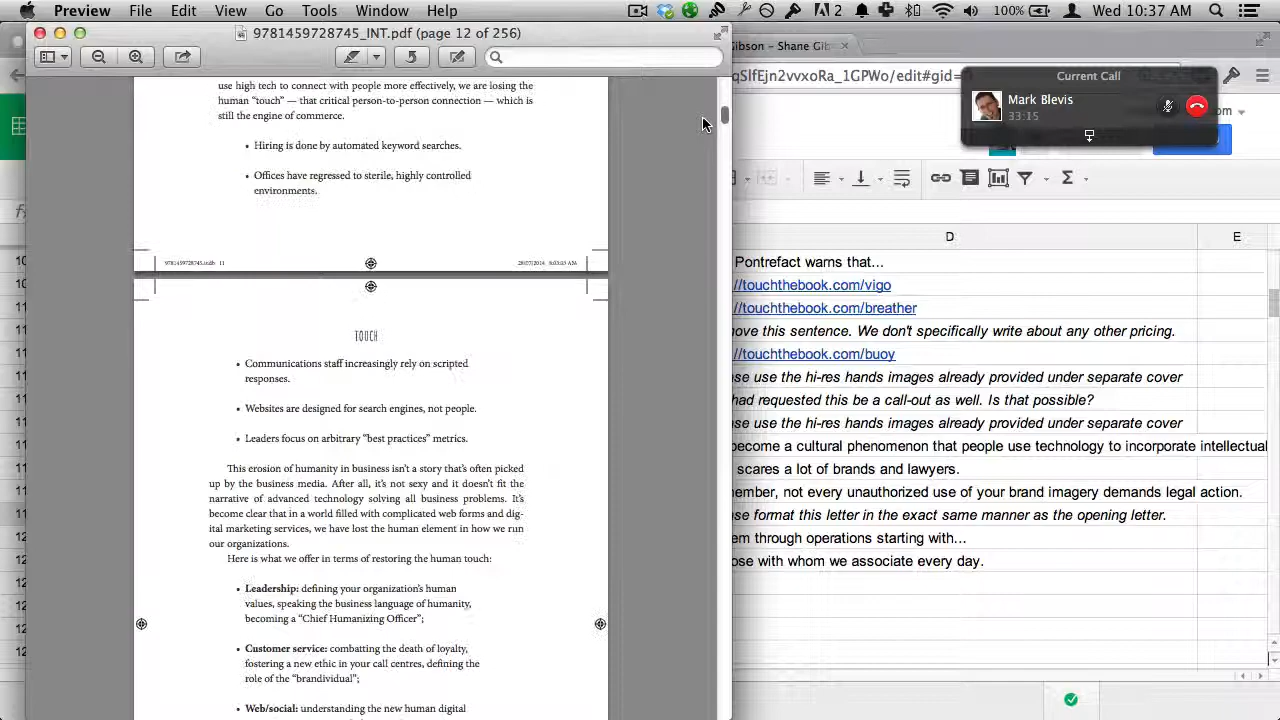 Preview File Edit View Go Tools Window Help
2 100% Wed 10:37 AM
9781459728745_INT.pdf (page 12 of 256)
Gibson – Shane Gib
qSlfEjn2vvxoRa_1GPWo/edit#gid=
Current Call
Mark Blevis
33:15
use high tech to connect with people more effectively, we are losing the
human “touch” — that critical person-to-person connection — which is
still the engine of commerce.
• Hiring is done by automated keyword searches.
• Offices have regressed to sterile, highly controlled
environments.
9781459728745.indb 11
TOUCH
• Communications staff increasingly rely on scripted
responses.
• Websites are designed for search engines, not people.
• Leaders focus on arbitrary “best practices” metrics.
This erosion of humanity in business isn’t a story that’s often picked
up by the business media. After all, it’s not sexy and it doesn’t fit the
narrative of advanced technology solving all business problems. It’s
become clear that in a world filled with complicated web forms and dig-
ital marketing services, we have lost the human element in how we run
our organizations.
Here is what we offer in terms of restoring the human touch:
• Leadership: defining your organization’s human
values, speaking the business language of humanity,
becoming a “Chief Humanizing Officer”;
• Customer service: combatting the death of loyalty,
fostering a new ethic in your call centres, defining the
role of the “brandividual”;
• Web/social: understanding the new human digital
D E
Pontrefact warns that...
//touchthebook.com/vigo
//touchthebook.com/breather
ove this sentence. We don't specifically write about any other pricing.
//touchthebook.com/buoy
se use the hi-res hands images already provided under separate cover
had requested this be a call-out as well. Is that possible?
se use the hi-res hands images already provided under separate cover
become a cultural phenomenon that people use technology to incorporate intellectual
scares a lot of brands and lawyers.
ember, not every unauthorized use of your brand imagery demands legal action.
se format this letter in the exact same manner as the opening letter.
em through operations starting with...
ose with whom we associate every day.